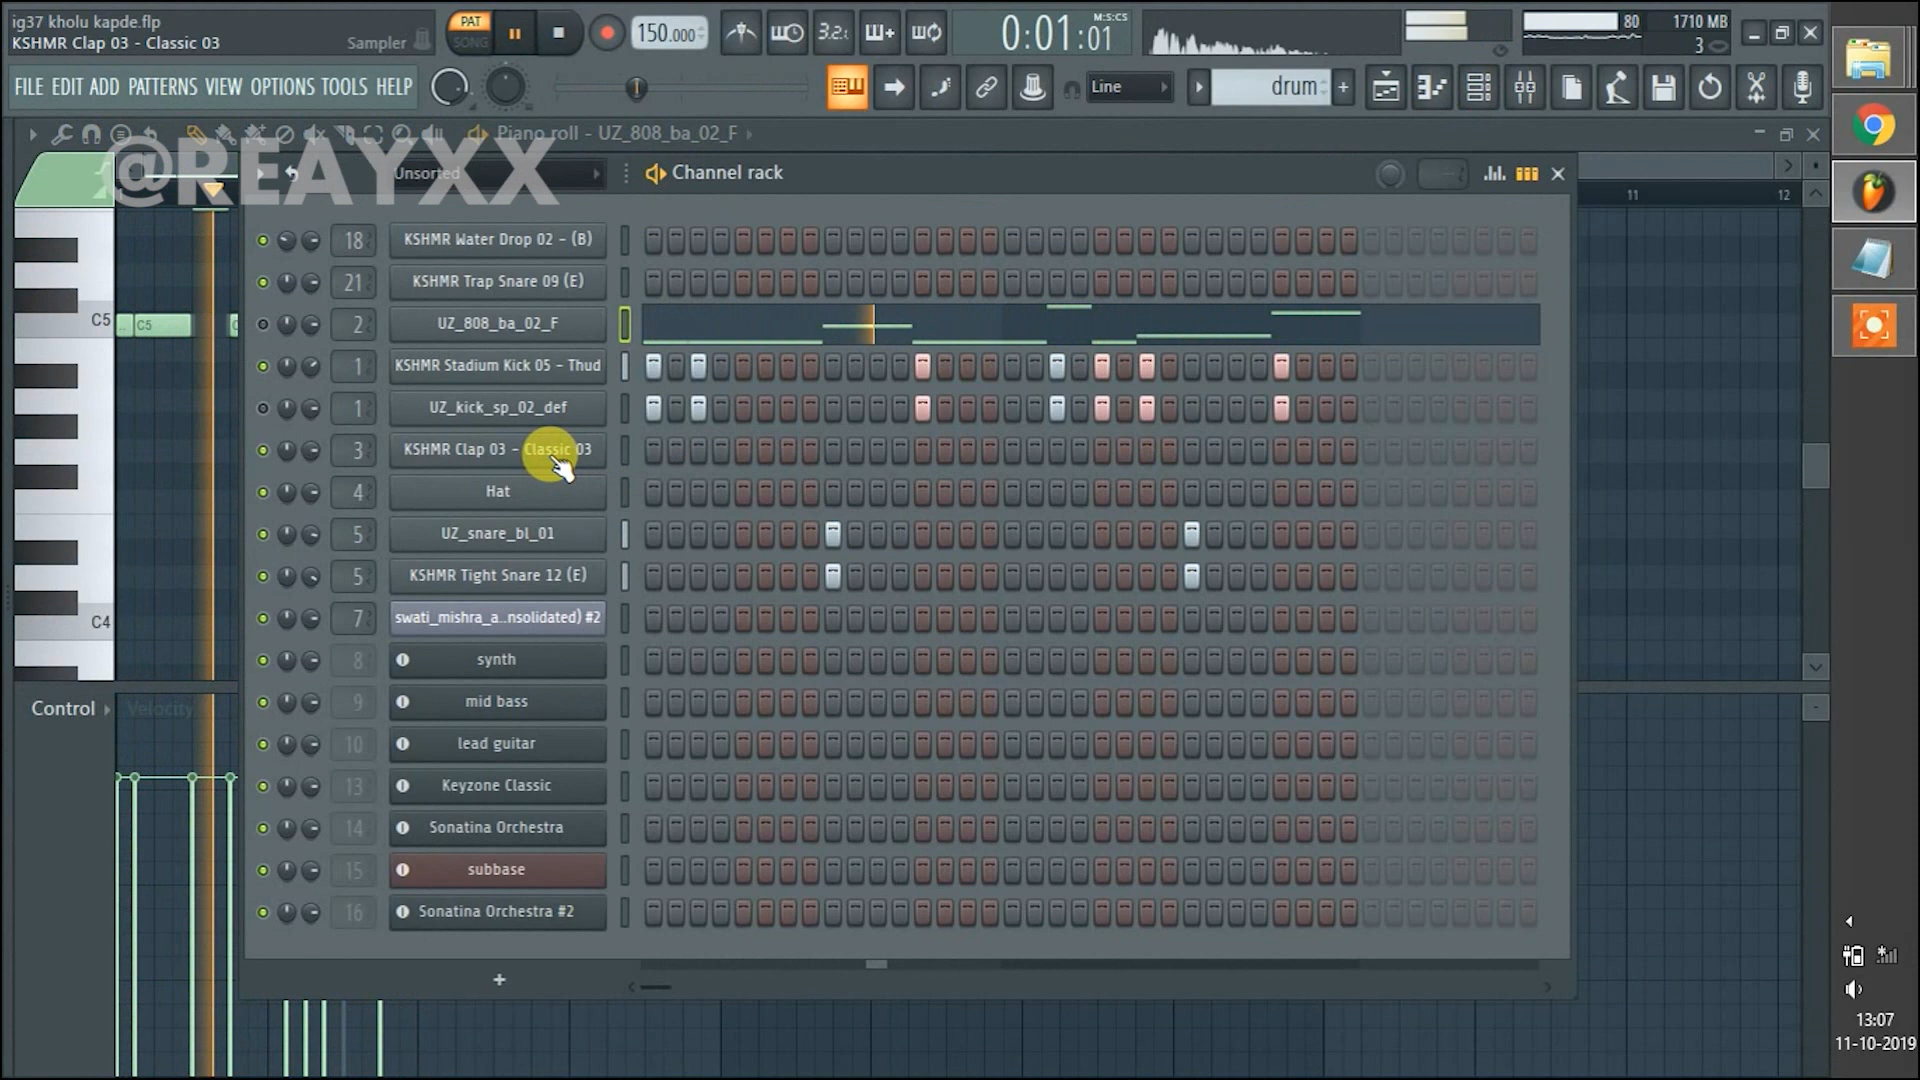 ig37 kholu kapde.flp
KSHMR Clap 03 - Classic 03
Sampler
PAT
SONG
150.000
3.2
0:01:01
M:S:CS
80
1710 MB
3
FILE EDIT ADD PATTERNS VIEW OPTIONS TOOLS HELP
Line
drum
Piano roll - UZ_808_ba_02_F
@REAYXX
Unsorted
Channel rack
11
12
18 KSHMR Water Drop 02 - (B)
21 KSHMR Trap Snare 09 (E)
2 UZ_808_ba_02_F
C5
C5
1 KSHMR Stadium Kick 05 - Thud
1 UZ_kick_sp_02_def
3 KSHMR Clap 03 - Classic 03
4 Hat
5 UZ_snare_bl_01
5 KSHMR Tight Snare 12 (E)
C4
7 swati_mishra_a..nsolidated) #2
8 synth
9 mid bass
Control
Velocity
10 lead guitar
13 Keyzone Classic
14 Sonatina Orchestra
15 subbase
16 Sonatina Orchestra #2
13:07
11-10-2019